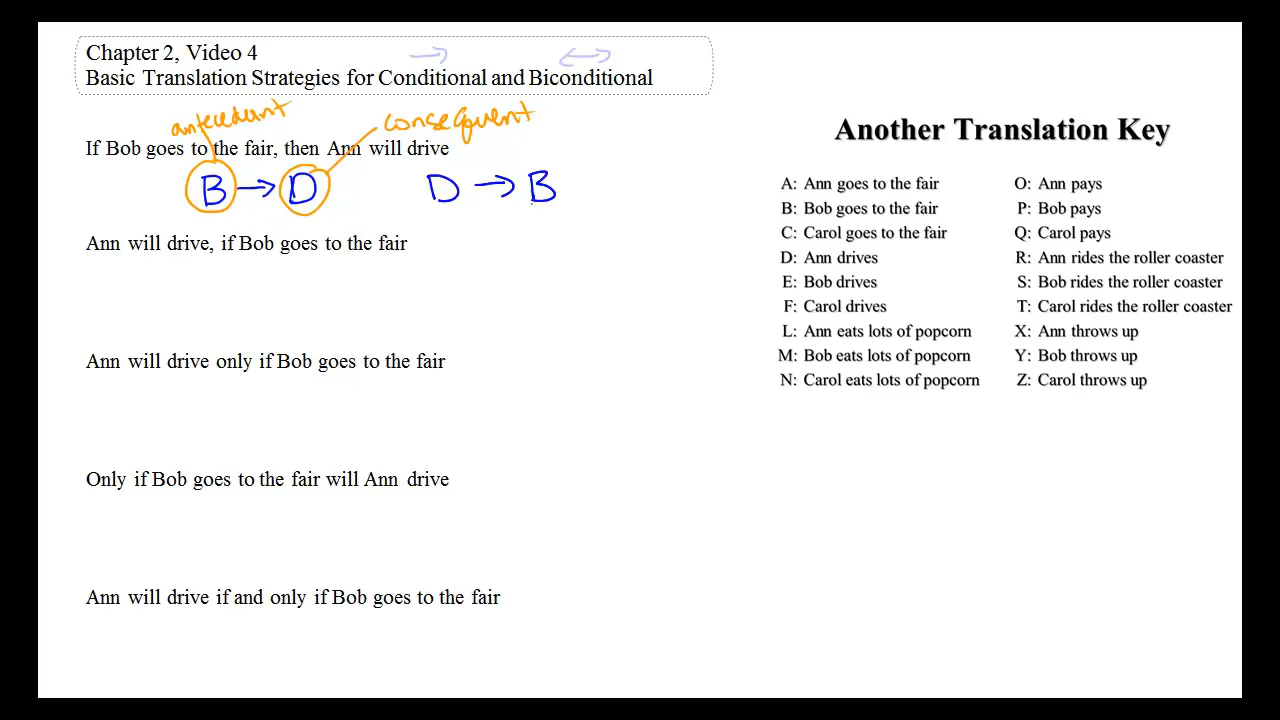 Chapter 2, Video 4 → ↔
Basic Translation Strategies for Conditional and Biconditional
antecedent consequent
If Bob goes to the fair, then Ann will drive
B → D D → B
Ann will drive, if Bob goes to the fair
Ann will drive only if Bob goes to the fair
Only if Bob goes to the fair will Ann drive
Ann will drive if and only if Bob goes to the fair
Another Translation Key
A: Ann goes to the fair
B: Bob goes to the fair
C: Carol goes to the fair
D: Ann drives
E: Bob drives
F: Carol drives
L: Ann eats lots of popcorn
M: Bob eats lots of popcorn
N: Carol eats lots of popcorn
O: Ann pays
P: Bob pays
Q: Carol pays
R: Ann rides the roller coaster
S: Bob rides the roller coaster
T: Carol rides the roller coaster
X: Ann throws up
Y: Bob throws up
Z: Carol throws up